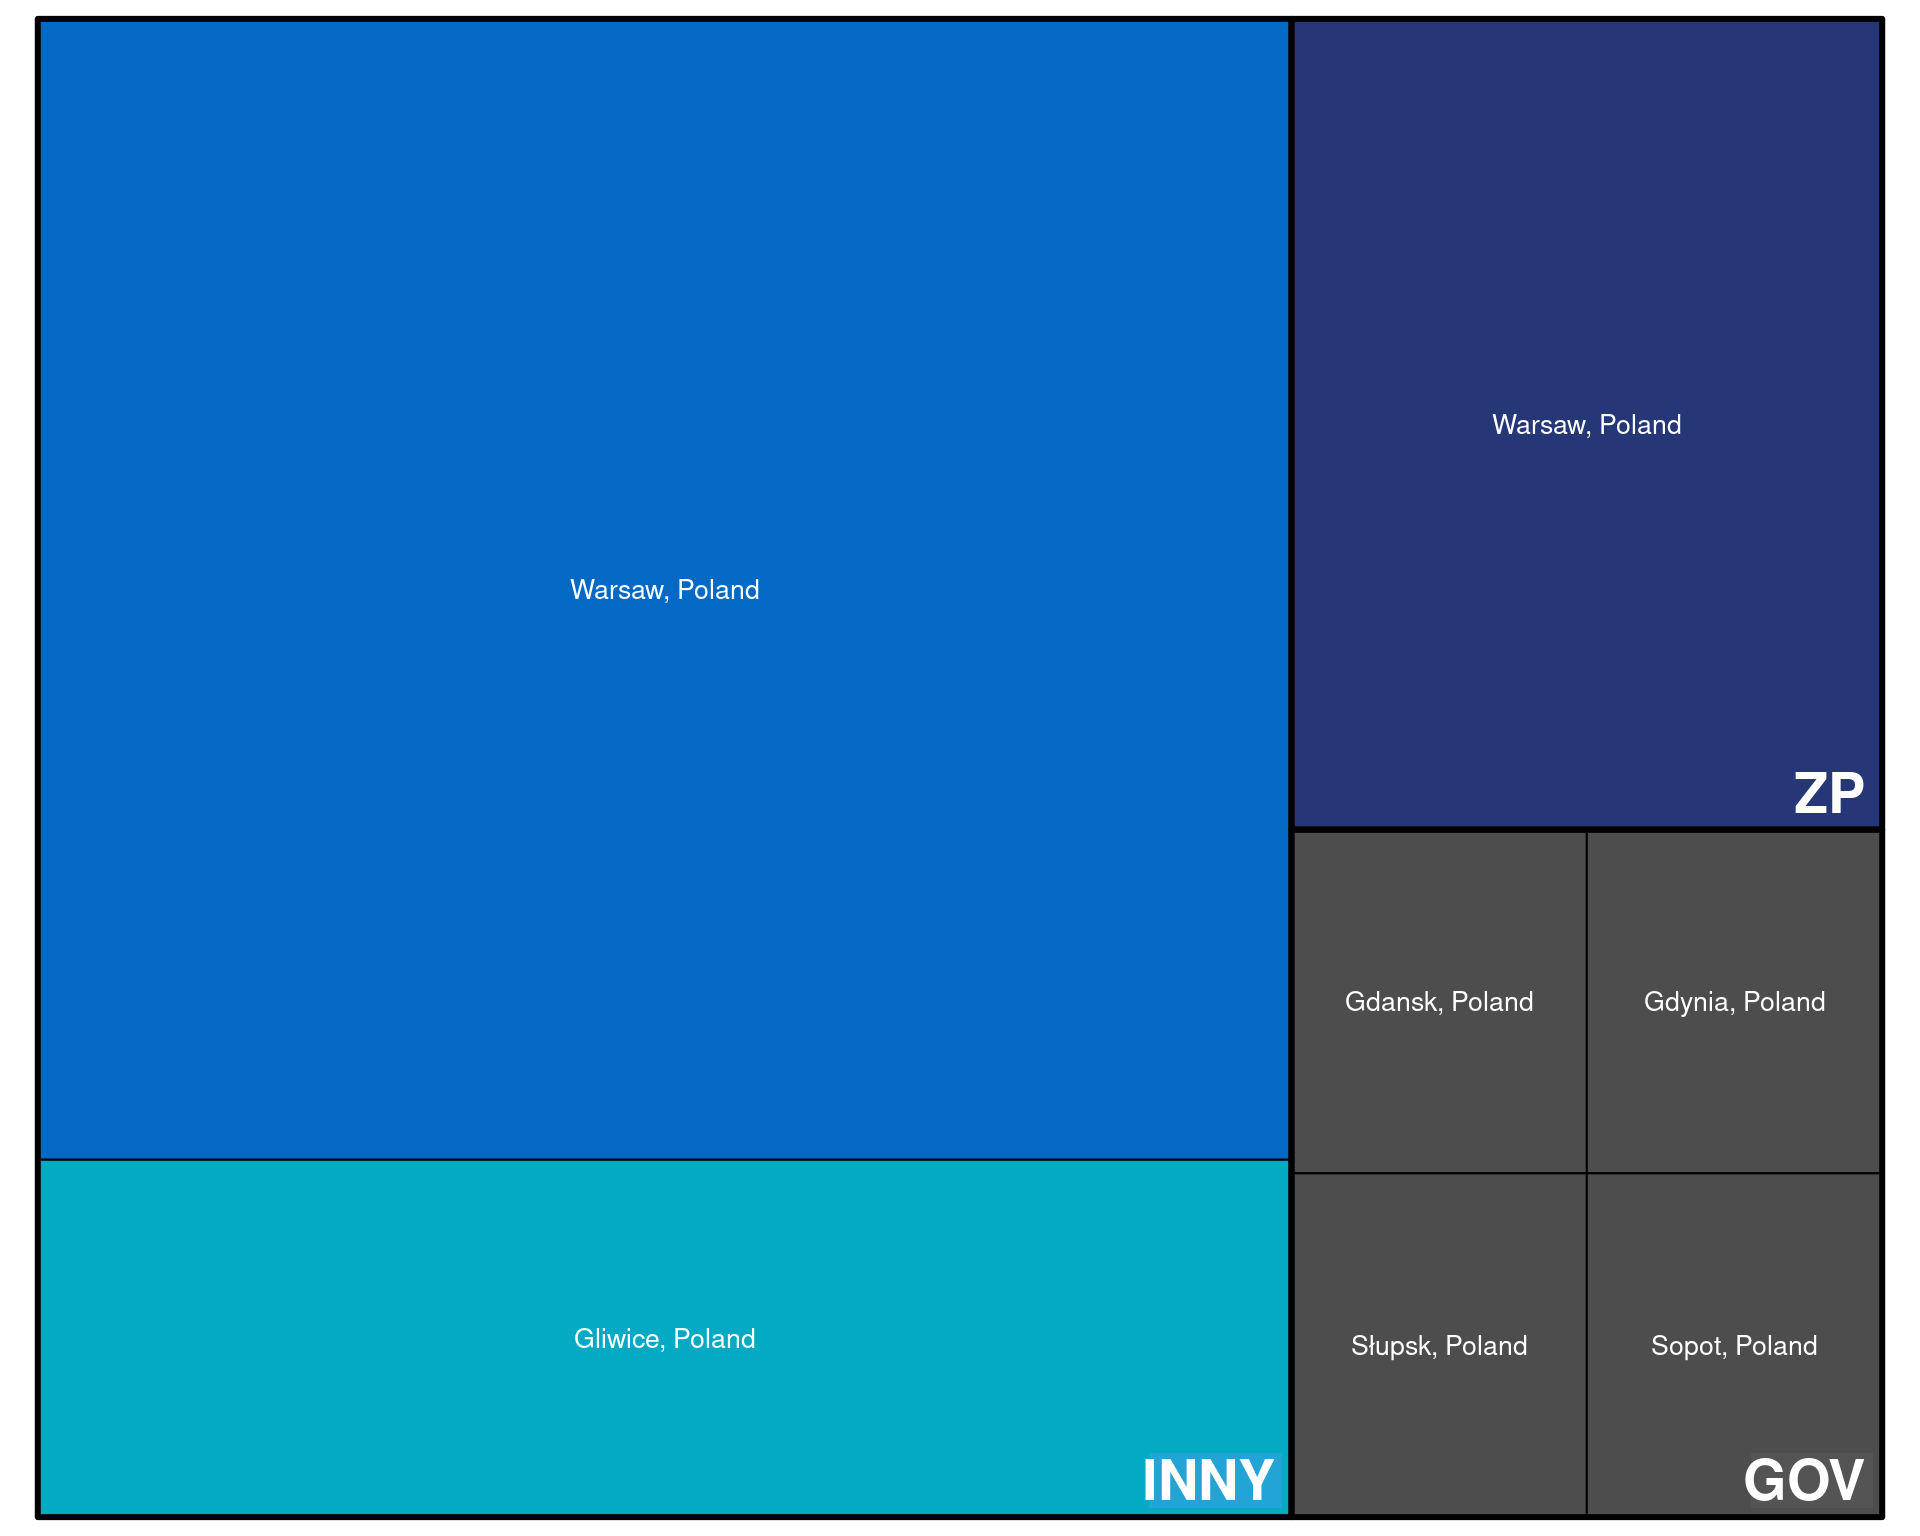 Warsaw, Poland
Gliwice, Poland
INNY
Warsaw, Poland
ZP
Gdansk, Poland
Gdynia, Poland
Słupsk, Poland
Sopot, Poland
GOV